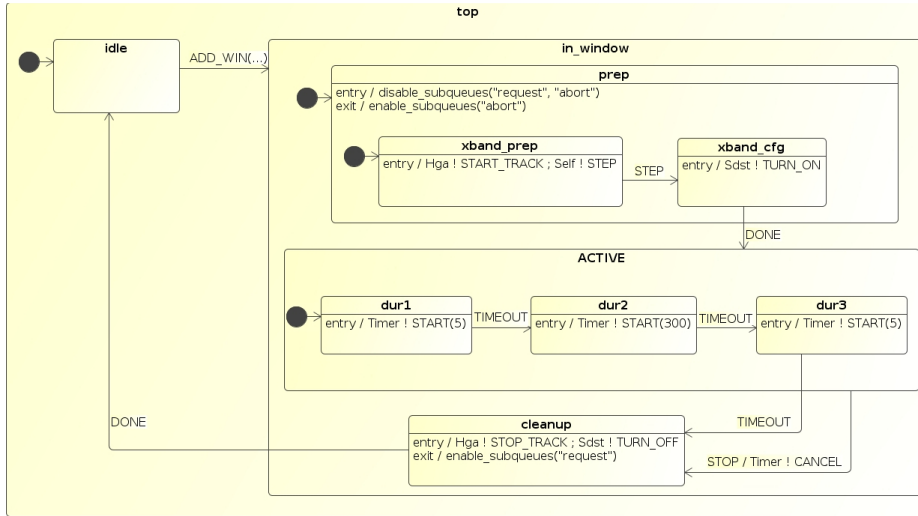 top
idle
ADD_WIN(...)
in_window
prep
entry / disable_subqueues("request", "abort")
exit / enable_subqueues("abort")
xband_prep
entry / Hga ! START_TRACK ; Self ! STEP
STEP
xband_cfg
entry / Sdst ! TURN_ON
DONE
ACTIVE
dur1
entry / Timer ! START(5)
TIMEOUT
dur2
entry / Timer ! START(300)
TIMEOUT
dur3
entry / Timer ! START(5)
TIMEOUT
DONE
cleanup
entry / Hga ! STOP_TRACK ; Sdst ! TURN_OFF
exit / enable_subqueues("request")
STOP / Timer ! CANCEL